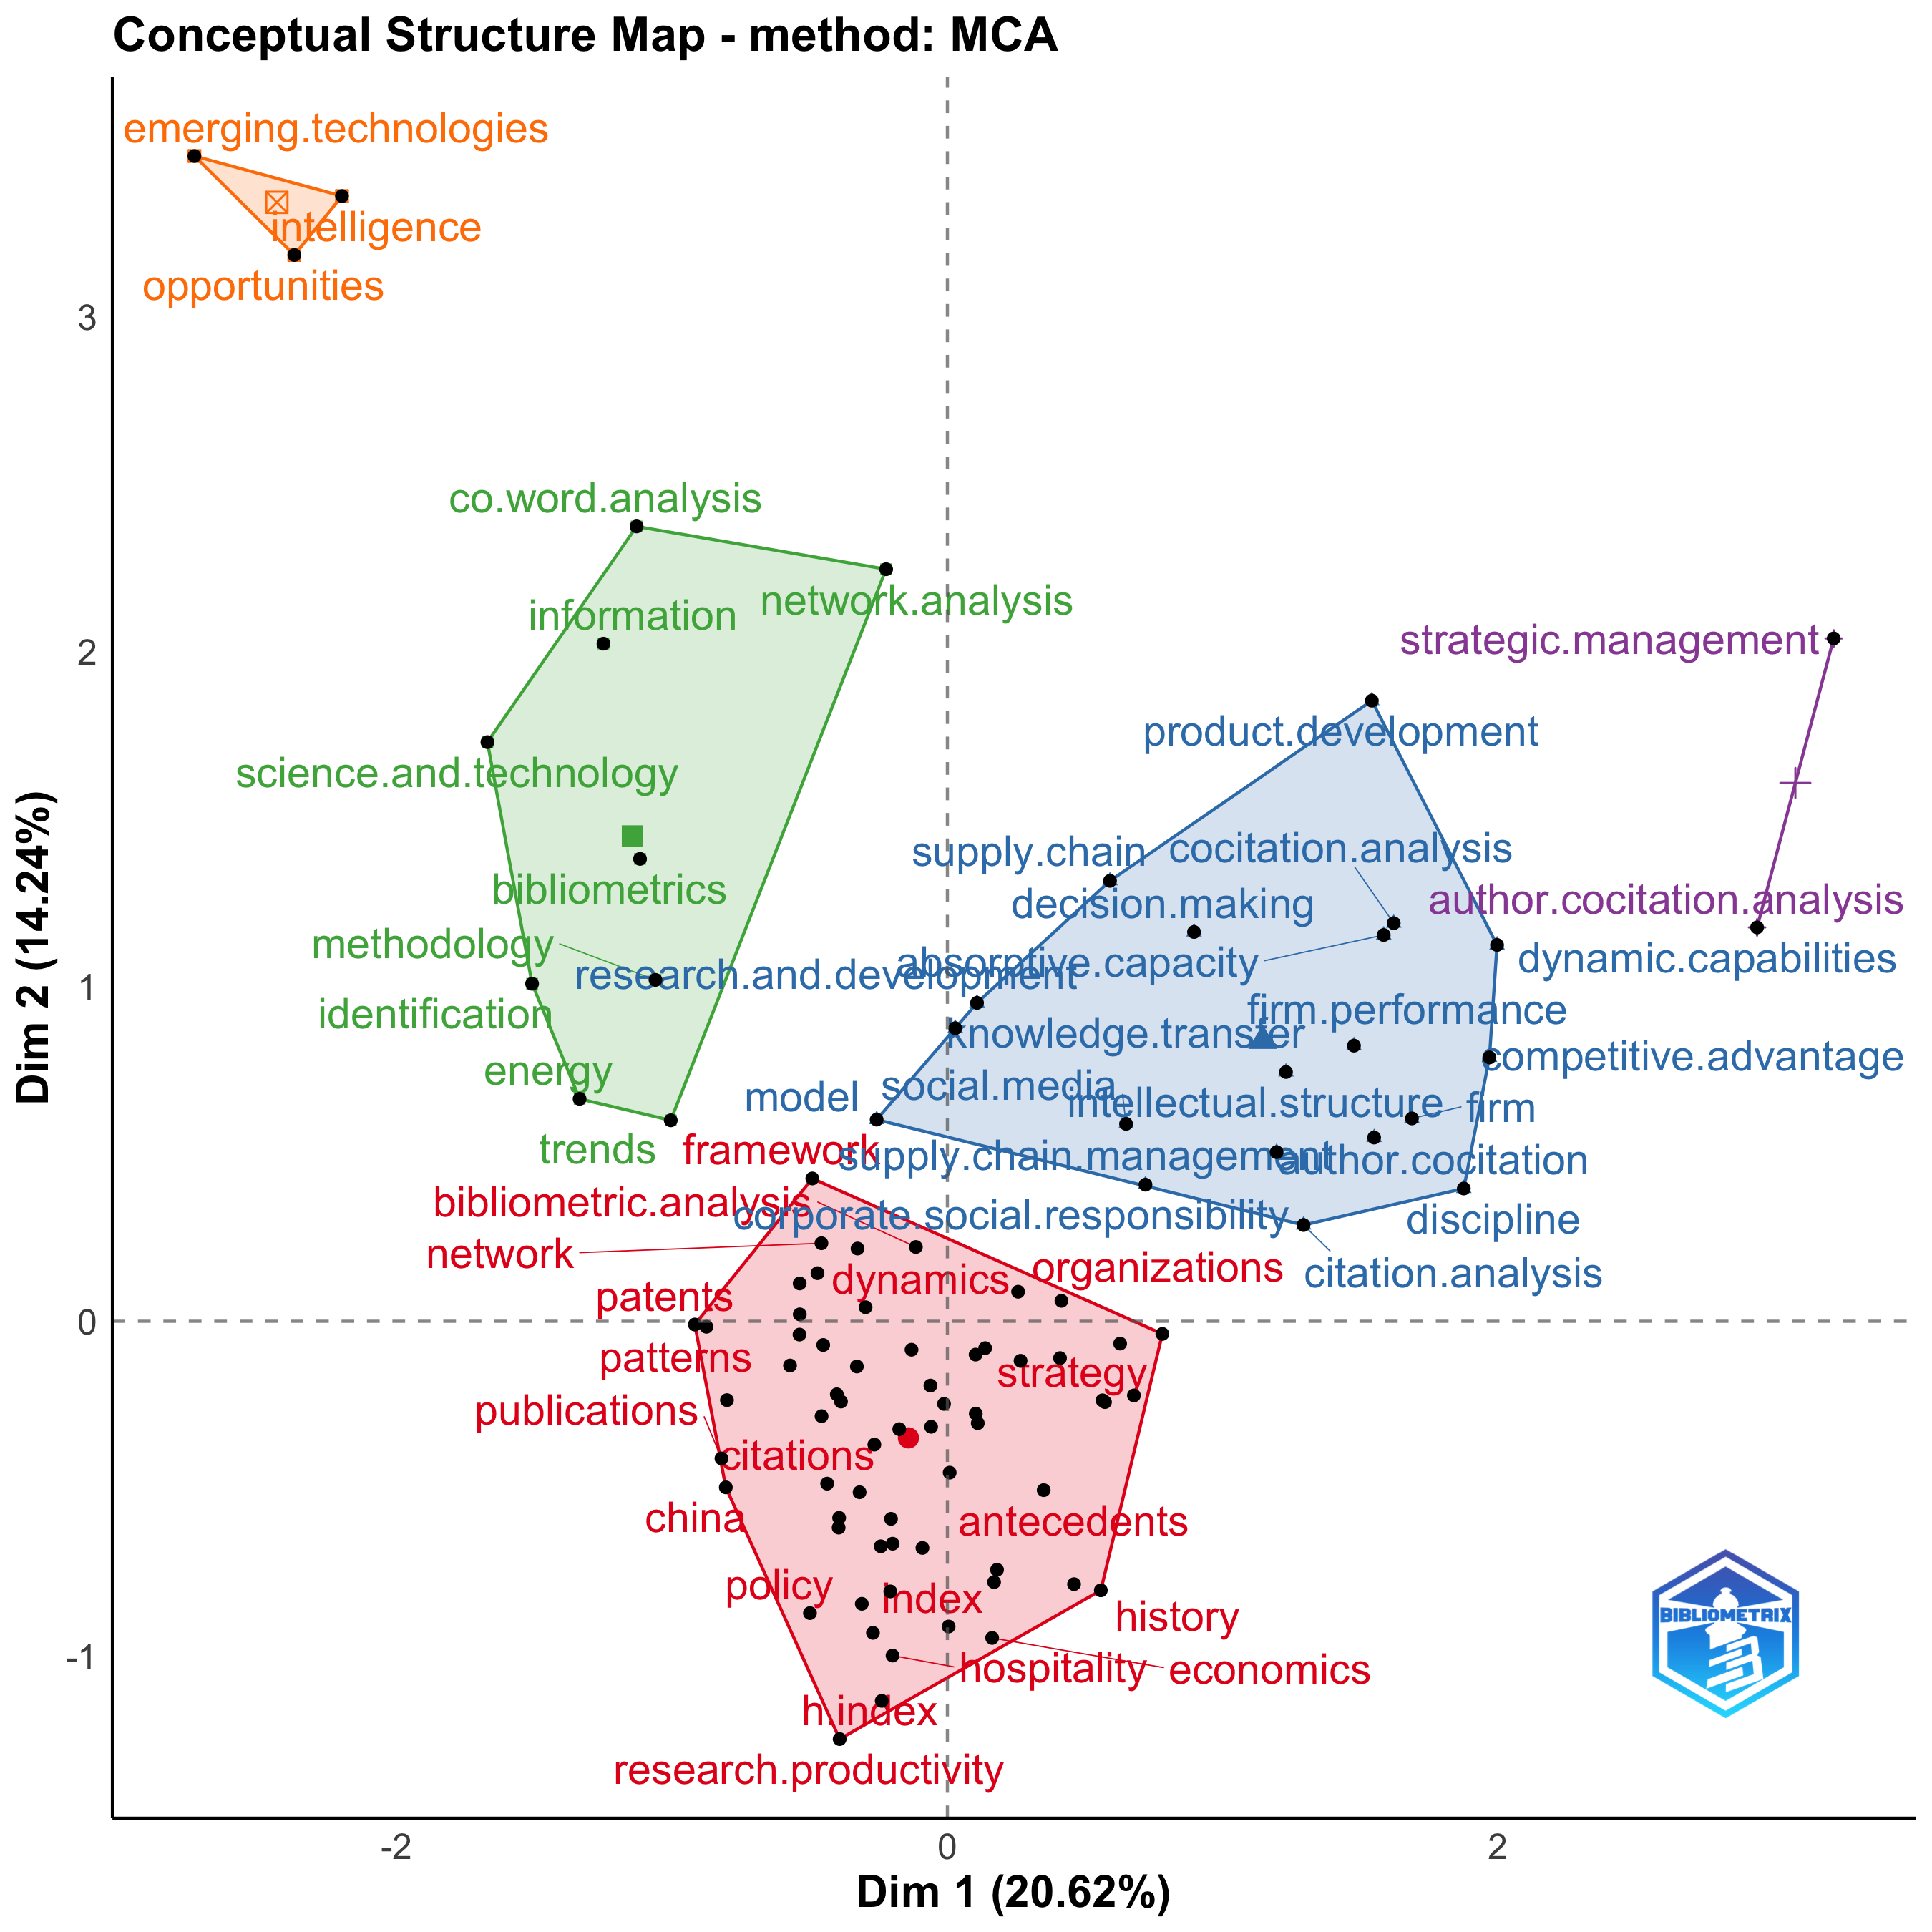 Conceptual Structure Map - method: MCA
emerging.technologies
intelligence
opportunities
3
co.word.analysis
network.analysis
information
strategic.management
2
product.development
science.and.technology
cocitation.analysis
supply.chain
bibliometrics
author.cocitation.analysis
decision.making
methodology
dynamic.capabilities
absorptive.capacity
research.and.development
1
firm.performance
identification
knowledge.transfer
competitive.advantage
energy
social.media
model
intellectual.structure
firm
trends
framework
supply.chain.management
author.cocitation
bibliometric.analysis
corporate.social.responsibility
discipline
network
organizations
citation.analysis
dynamics
patents
0
patterns
strategy
publications
citations
china
antecedents
policy
index
history
BIBLIOMETRIX
-1
hospitality
economics
h.index
research.productivity
-2
0
2
Dim 1 (20.62%)
Dim 2 (14.24%)